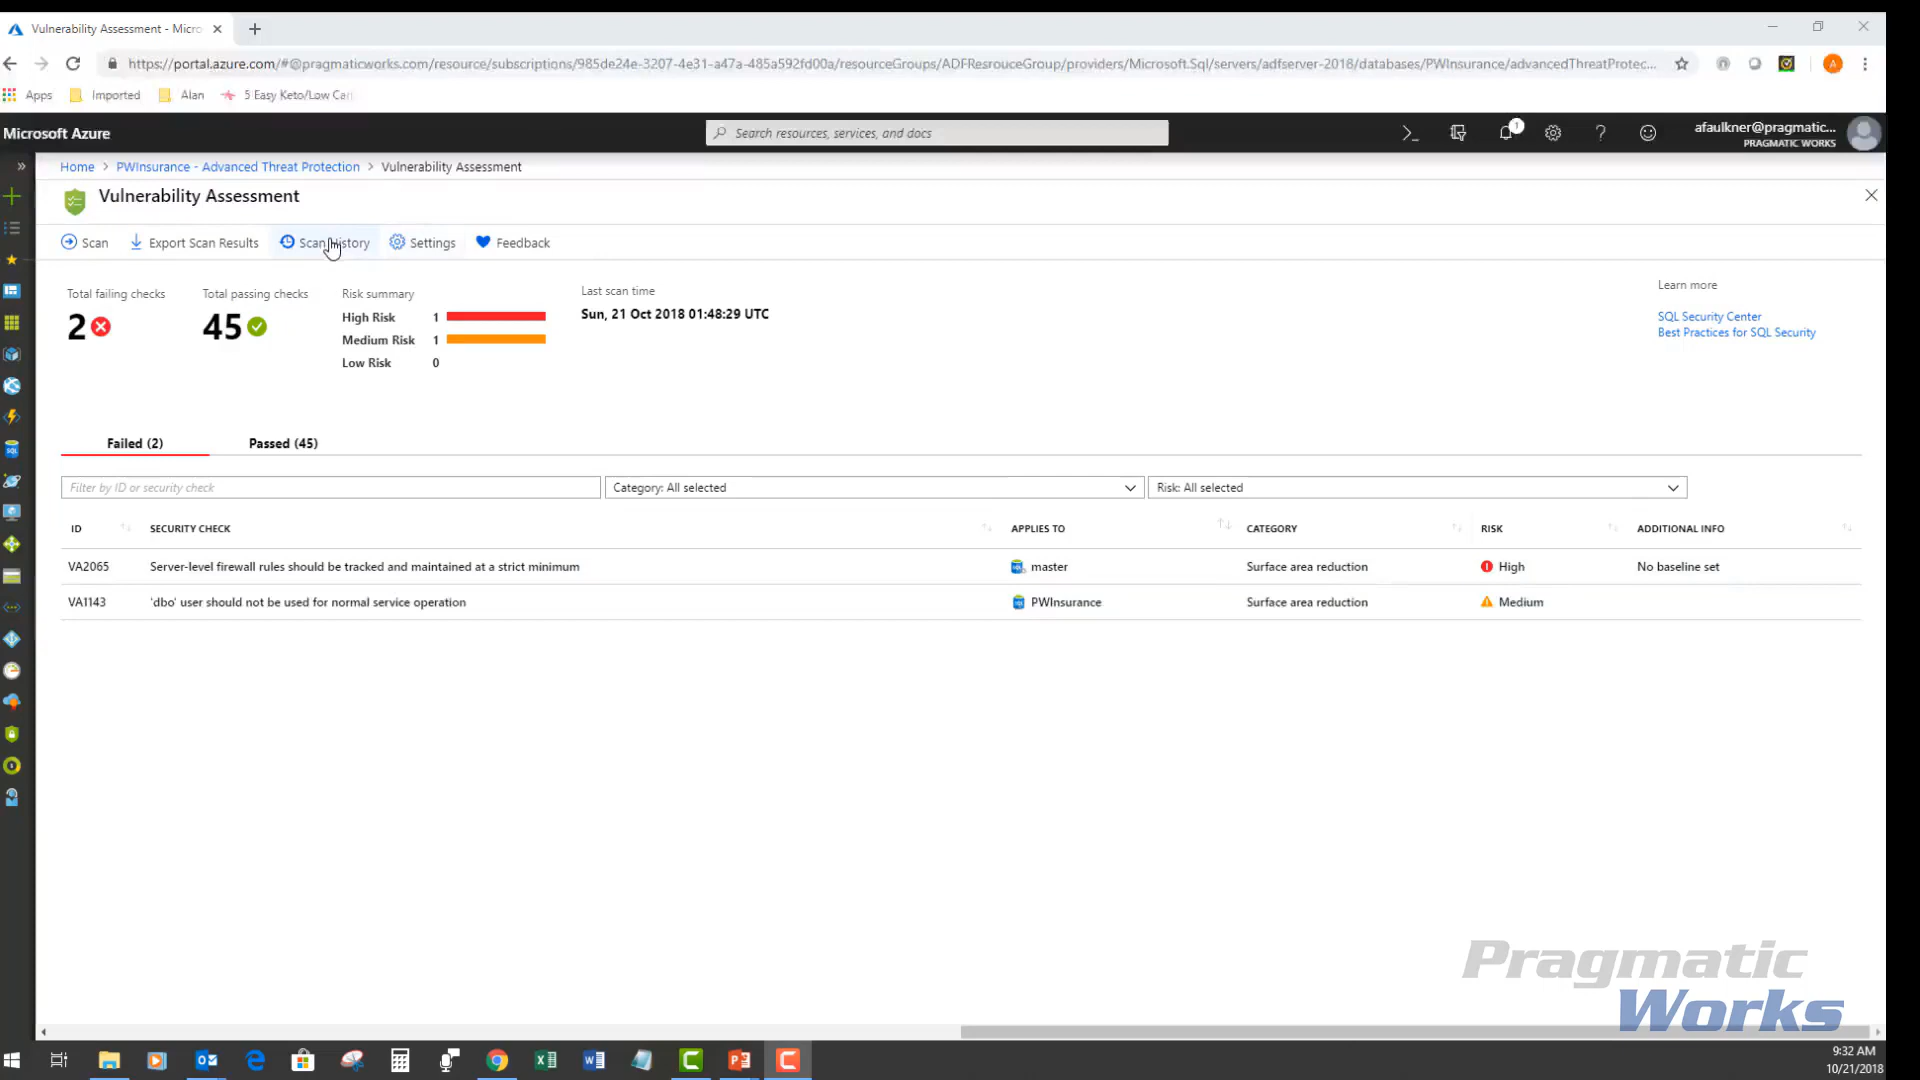 Vulnerability Assessment - Micro
https://portal.azure.com/#@pragmaticworks.com/resource/subscriptions/985de24e-3207-4e31-a47a-485a592fd00a/resourceGroups/ADFResrouceGroup/providers/Microsoft.Sql/servers/adfserver-2018/databases/PWInsurance/advancedThreatProtec...
Apps Imported Alan 5 Easy Keto/Low Car
Microsoft Azure Search resources, services, and docs 1 afaulkner@pragmatic...
PRAGMATIC WORKS
Home > PWInsurance - Advanced Threat Protection > Vulnerability Assessment
Vulnerability Assessment
Scan Export Scan Results Scan History Settings Feedback
Total failing checks Total passing checks Risk summary Last scan time Learn more
2 45 High Risk 1 Sun, 21 Oct 2018 01:48:29 UTC SQL Security Center
Medium Risk 1 Best Practices for SQL Security
Low Risk 0
Failed (2) Passed (45)
Filter by ID or security check Category: All selected Risk: All selected
ID SECURITY CHECK APPLIES TO CATEGORY RISK ADDITIONAL INFO
VA2065 Server-level firewall rules should be tracked and maintained at a strict minimum master Surface area reduction High No baseline set
VA1143 'dbo' user should not be used for normal service operation PWInsurance Surface area reduction Medium
Pragmatic
Works
9:32 AM
10/21/2018